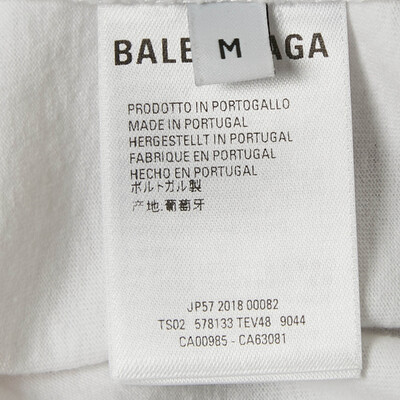 BALE AGA
M
PRODOTTO IN PORTOGALLO
MADE IN PORTUGAL
HERGESTELLT IN PORTUGAL
FABRIQUE EN PORTUGAL
HECHO EN PORTUGAL
ポルトガル製
产地.葡萄牙
JP57 2018 00082
TS02 578133 TEV48 9044
CA00985 - CA63081